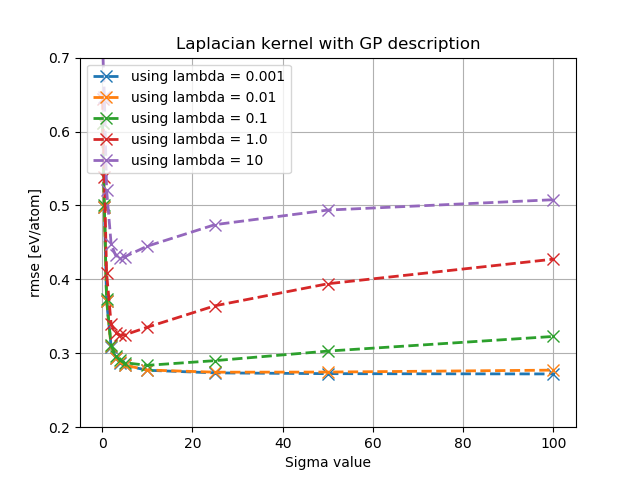 Laplacian kernel with GP description
using lambda = 0.001
using lambda = 0.01
using lambda = 0.1
using lambda = 1.0
using lambda = 10
rmse [eV/atom]
0.7
0.6
0.5
0.4
0.3
0.2
0
20
40
60
80
100
Sigma value